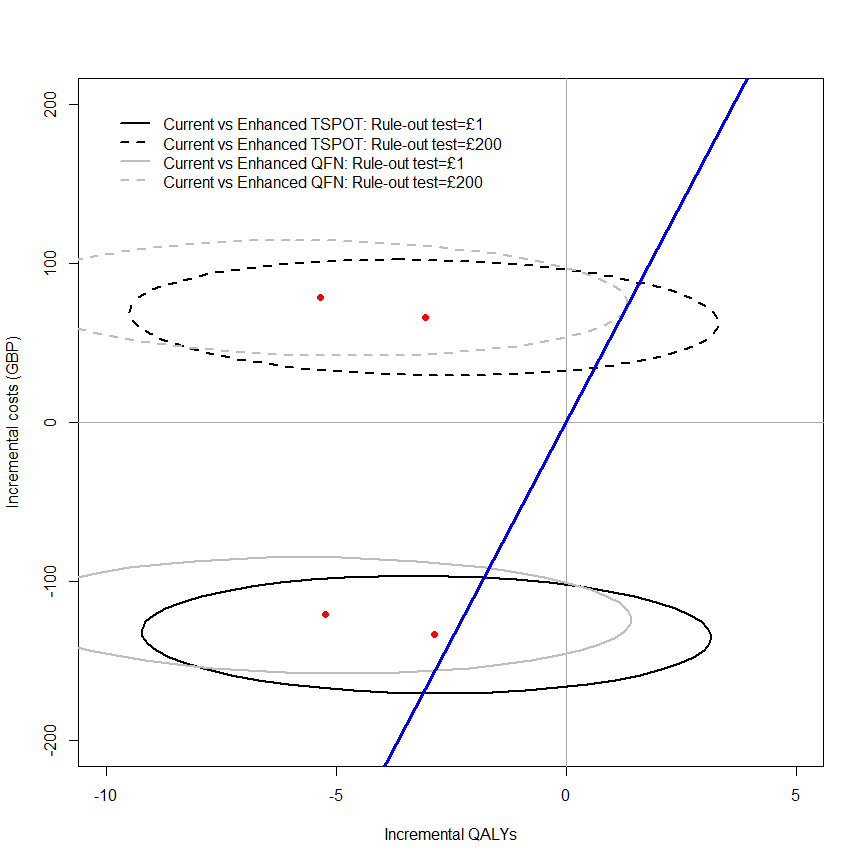 Current vs Enhanced TSPOT: Rule-out test=£1
Current vs Enhanced TSPOT: Rule-out test=£200
Current vs Enhanced QFN: Rule-out test=£1
Current vs Enhanced QFN: Rule-out test=£200
200
100
0
-100
-200
Incremental costs (GBP)
-10
-5
0
5
Incremental QALYs